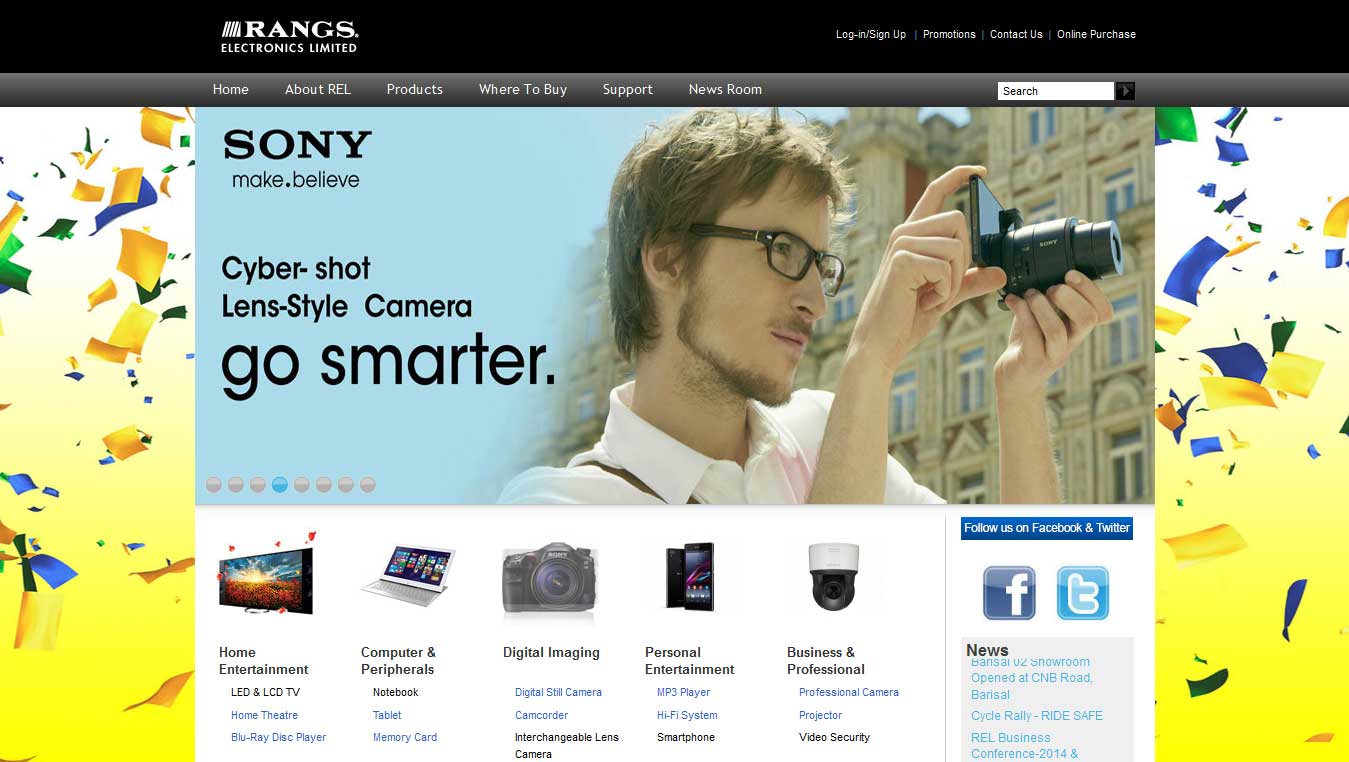 RANGS
ELECTRONICS LIMITED
Log-in/Sign Up | Promotions | Contact Us | Online Purchase
Home About REL Products Where To Buy Support News Room
Search
SONY
make.believe
Cyber- shot
Lens-Style Camera
go smarter.
SONY
Follow us on Facebook & Twitter
SONY
Home
Entertainment
LED & LCD TV
Home Theatre
Blu-Ray Disc Player
Computer &
Peripherals
Notebook
Tablet
Memory Card
Digital Imaging
Digital Still Camera
Camcorder
Interchangeable Lens
Camera
Personal
Entertainment
MP3 Player
Hi-Fi System
Smartphone
Business &
Professional
Professional Camera
Projector
Video Security
News
Barisal 02 Showroom
Opened at CNB Road,
Barisal
Cycle Rally - RIDE SAFE
REL Business
Conference-2014 &